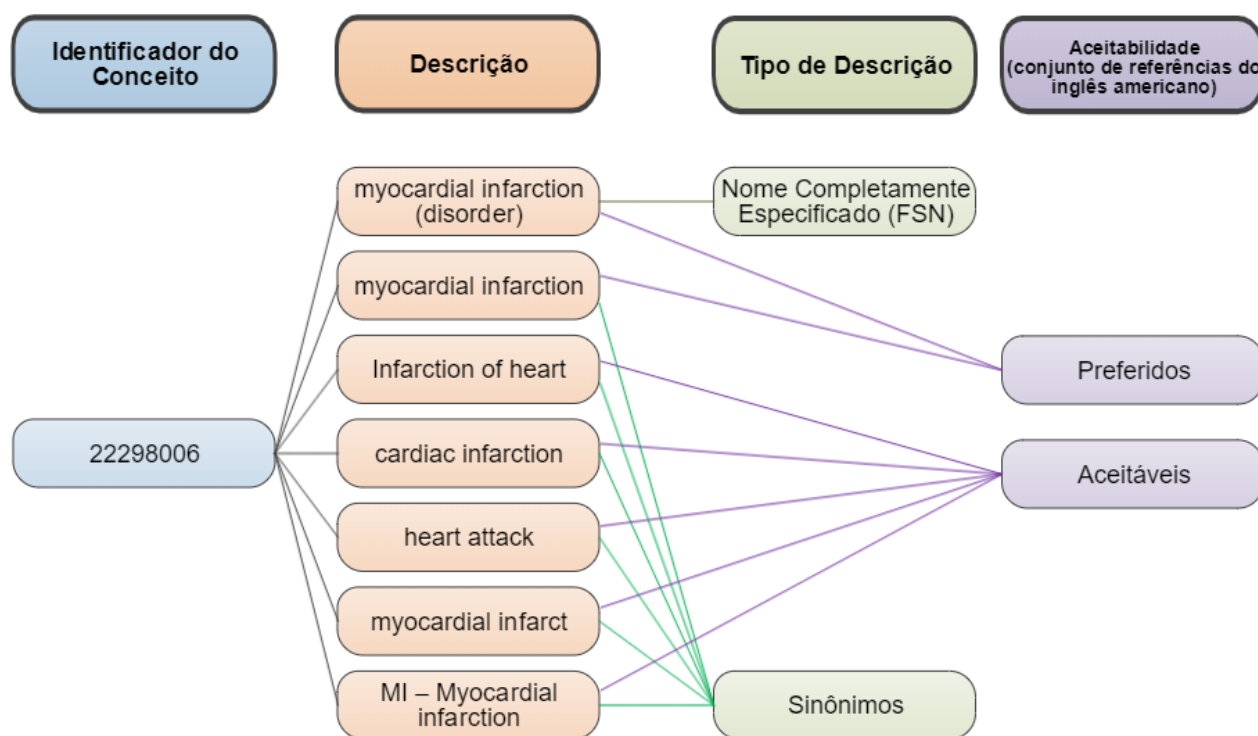 Identificador do
Conceito
Descrição
Tipo de Descrição
Aceitabilidade
(conjunto de referências do
inglês americano)
myocardial infarction
(disorder)
Nome Completamente
Especificado (FSN)
myocardial infarction
Infarction of heart
Preferidos
22298006
cardiac infarction
Aceitáveis
heart attack
myocardial infarct
MI – Myocardial
infarction
Sinônimos